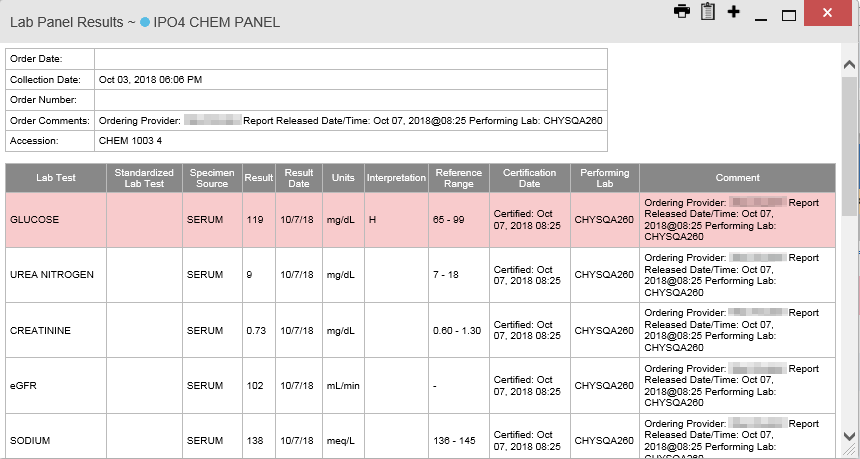 Lab Panel Results ~ IPO4 CHEM PANEL
Order Date:
Collection Date: Oct 03, 2018 06:06 PM
Order Number:
Order Comments: Ordering Provider: Report Released Date/Time: Oct 07, 2018@08:25 Performing Lab: CHYSQA260
Accession: CHEM 1003 4
Lab Test Standardized Lab Test Specimen Source Result Result Date Units Interpretation Reference Range Certification Date Performing Lab Comment
GLUCOSE SERUM 119 10/7/18 mg/dL H 65 - 99 Certified: Oct 07, 2018 08:25 CHYSQA260 Ordering Provider: Report
Released Date/Time: Oct 07,
2018@08:25 Performing Lab:
CHYSQA260
UREA NITROGEN SERUM 9 10/7/18 mg/dL 7 - 18 Certified: Oct 07, 2018 08:25 CHYSQA260 Ordering Provider: Report
Released Date/Time: Oct 07,
2018@08:25 Performing Lab:
CHYSQA260
CREATININE SERUM 0.73 10/7/18 mg/dL 0.60 - 1.30 Certified: Oct 07, 2018 08:25 CHYSQA260 Ordering Provider: Report
Released Date/Time: Oct 07,
2018@08:25 Performing Lab:
CHYSQA260
eGFR SERUM 102 10/7/18 mL/min - Certified: Oct 07, 2018 08:25 CHYSQA260 Ordering Provider: Report
Released Date/Time: Oct 07,
2018@08:25 Performing Lab:
CHYSQA260
SODIUM SERUM 138 10/7/18 meq/L 136 - 145 Certified: Oct 07, 2018 08:25 CHYSQA260 Ordering Provider: Report
Released Date/Time: Oct 07,
2018@08:25 Performing Lab:
CHYSQA260